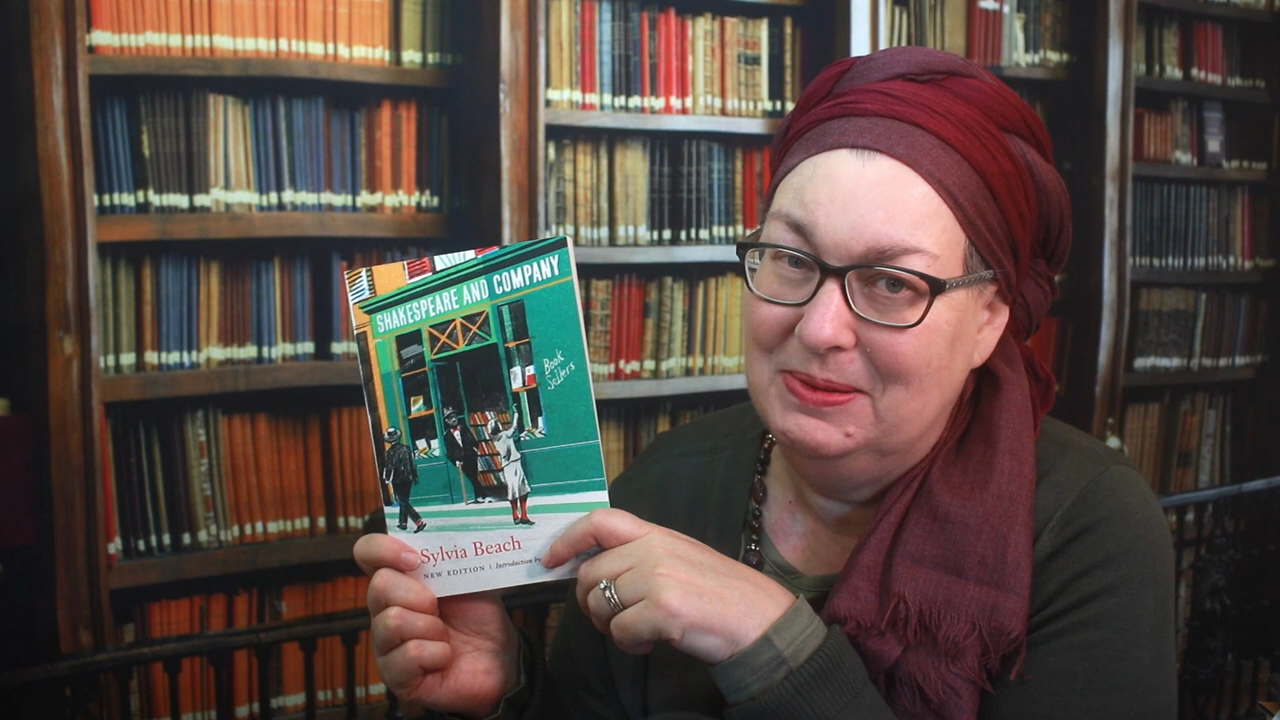 SHAKESPEARE AND COMPANY
Book
Sellers
Sylvia Beach
NEW EDITION | Introduction by